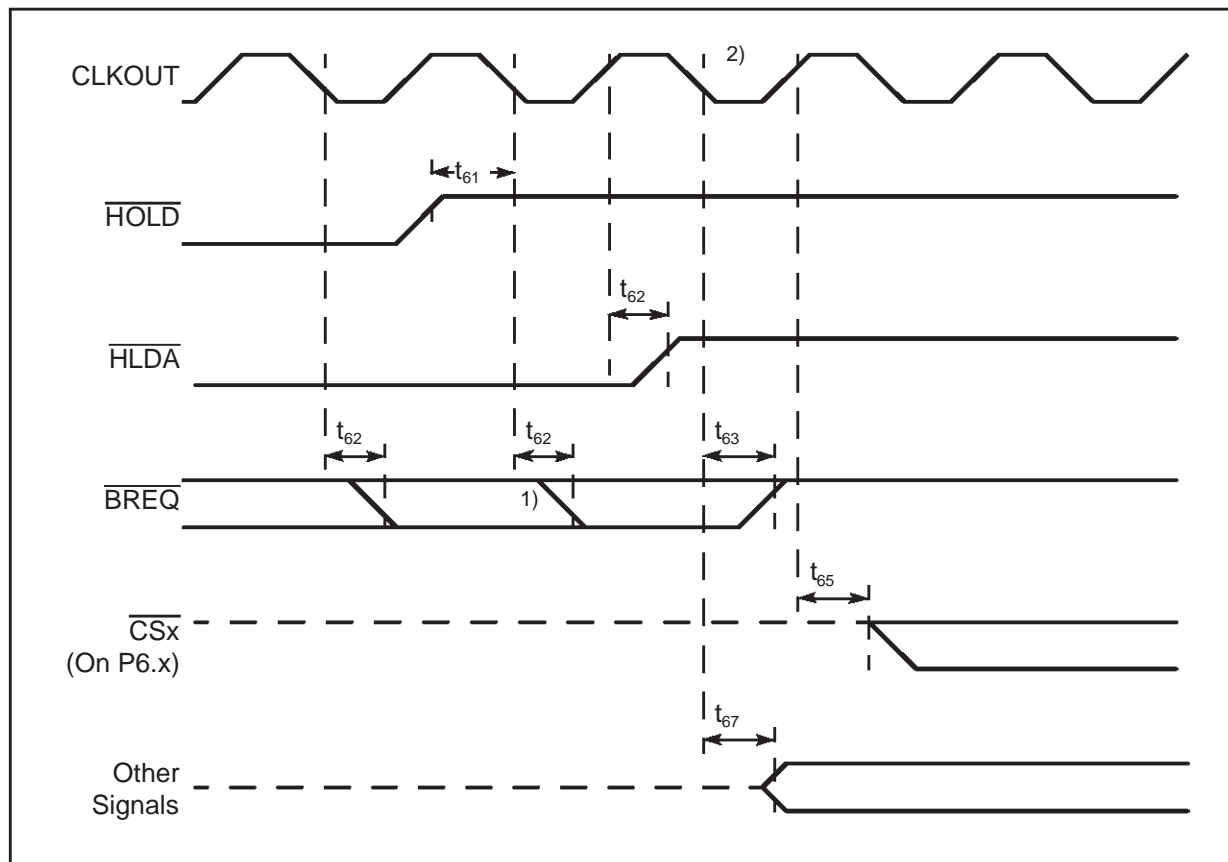 2)
CLKOUT
t61
HOLD
t62
HLDA
t62
t62
t63
BREQ
1)
t65
CSx
(On P6.x)
t67
Other
Signals